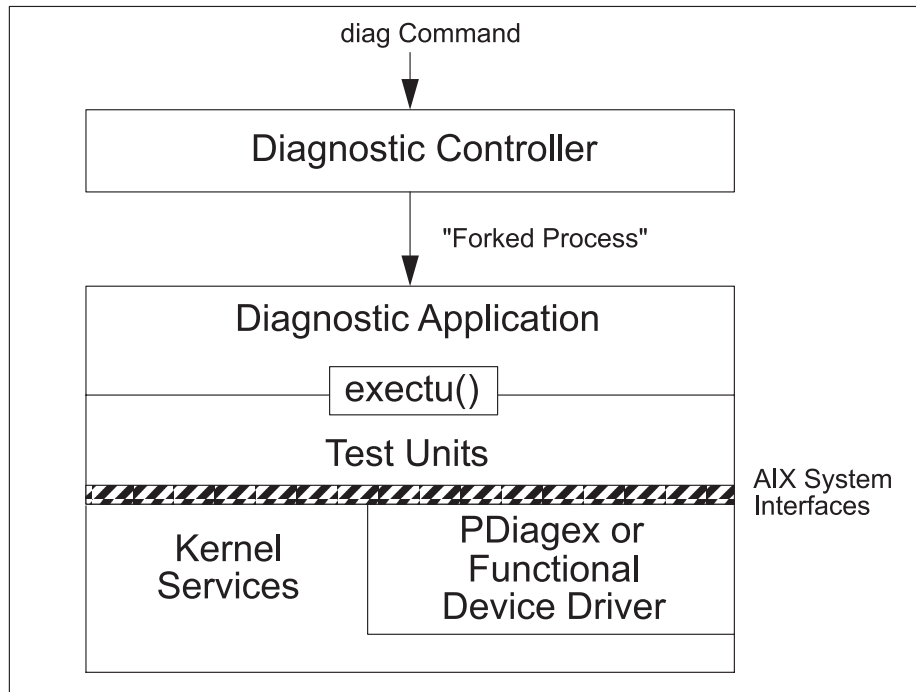 diag Command
Diagnostic Controller
"Forked Process"
Diagnostic Application
exectu()
Test Units
AIX System
Interfaces
Kernel
Services
PDiagex or
Functional
Device Driver